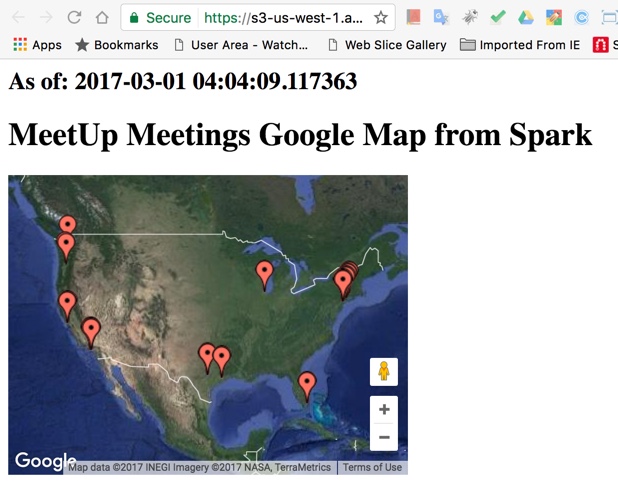 Secure https://s3-us-west-1.a...
Apps Bookmarks User Area - Watch... Web Slice Gallery Imported From IE S
As of: 2017-03-01 04:04:09.117363
MeetUp Meetings Google Map from Spark
+
−
Google Map data ©2017 INEGI Imagery ©2017 NASA, TerraMetrics Terms of Use